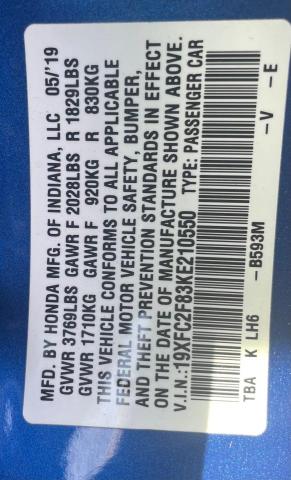 MFD. BY HONDA MFG. OF INDIANA, LLC 05/'19
GVWR 3769LBS GAWR F 2028LBS R 1829LBS
GVWR 1710KG GAWR F 920KG R 830KG
THIS VEHICLE CONFORMS TO ALL APPLICABLE
FEDERAL MOTOR VEHICLE SAFETY, BUMPER,
AND THEFT PREVENTION STANDARDS IN EFFECT
ON THE DATE OF MANUFACTURE SHOWN ABOVE.
V.I.N.:19XFC2F83KE210550 TYPE: PASSENGER CAR
TBA K LH6 -B593M -V -E